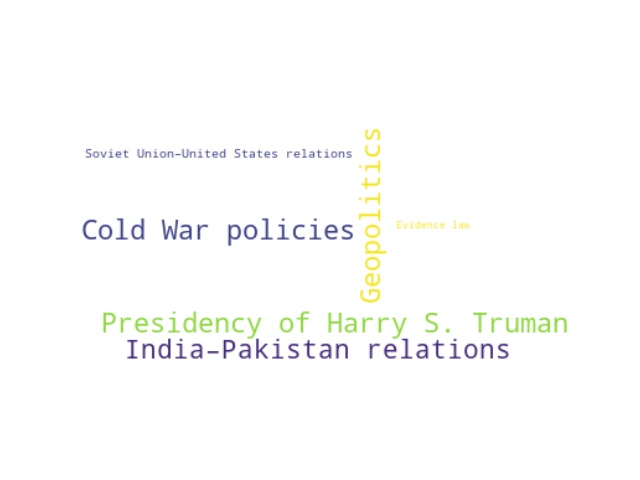 Soviet Union–United States relations
Geopolitics
Cold War policies
Evidence law
Presidency of Harry S. Truman
India–Pakistan relations